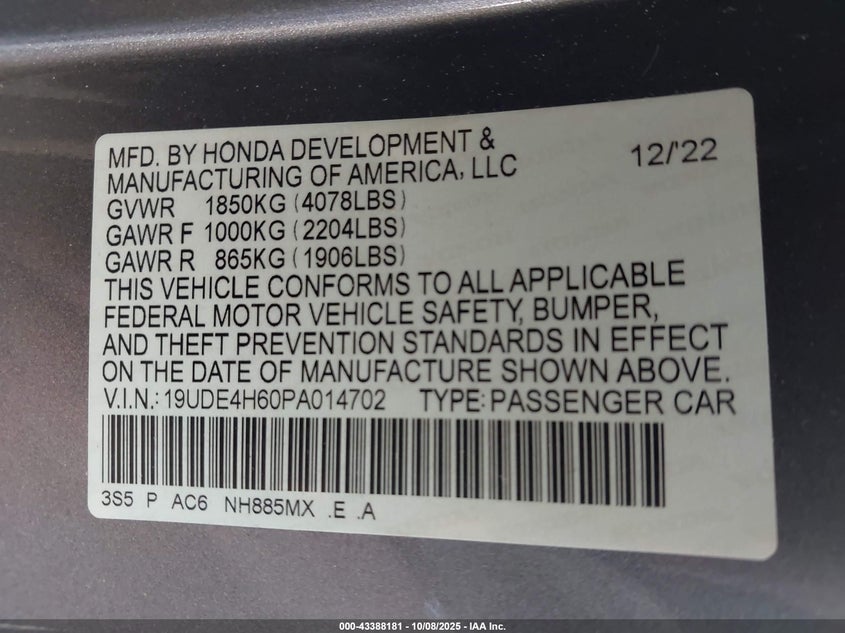 MFD. BY HONDA DEVELOPMENT &
MANUFACTURING OF AMERICA, LLC 12/'22
GVWR 1850KG (4078LBS)
GAWR F 1000KG (2204LBS)
GAWR R 865KG (1906LBS)
THIS VEHICLE CONFORMS TO ALL APPLICABLE
FEDERAL MOTOR VEHICLE SAFETY, BUMPER,
AND THEFT PREVENTION STANDARDS IN EFFECT
ON THE DATE OF MANUFACTURE SHOWN ABOVE.
V.I.N.: 19UDE4H60PA014702 TYPE: PASSENGER CAR
3S5 P AC6 NH885MX .E .A
000-43388181 - 10/08/2025 - IAA Inc.